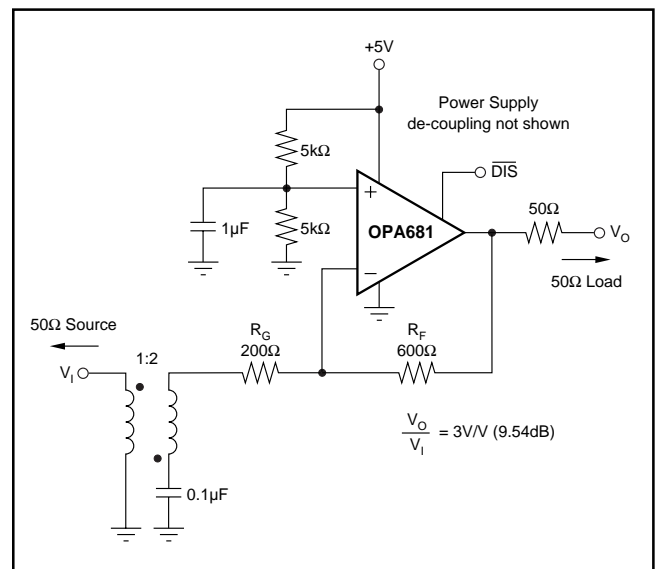 +5V
Power Supply
de-coupling not shown
5kΩ
DIS
+
50Ω
OPA681
V_O
1µF
5kΩ
−
50Ω Load
50Ω Source
R_G
200Ω
R_F
600Ω
1:2
V_I
V_O/V_I = 3V/V (9.54dB)
0.1µF